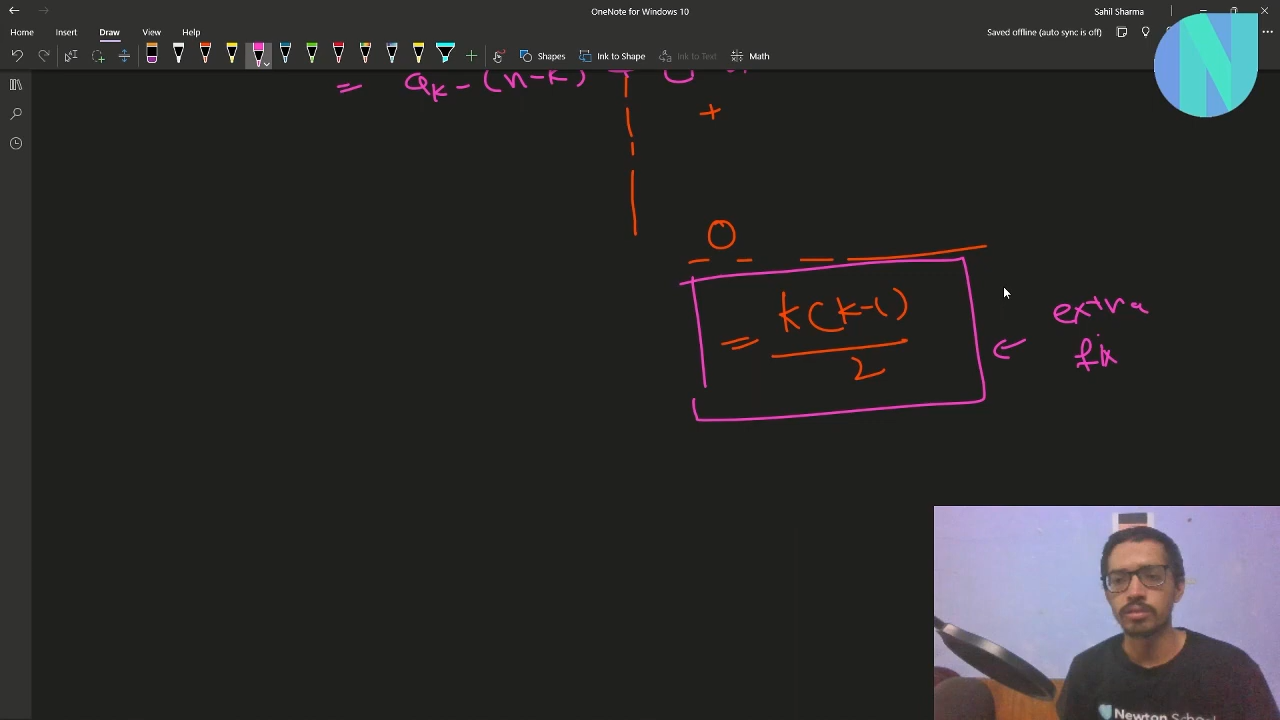 OneNote for Windows 10
Sahil Sharma
Home Insert Draw View Help
Saved offline (auto sync is off)
Shapes Ink to Shape Ink to Text Math
= a_k - (n-k)
+
0
= k(k-1)/2
extra
fix
Newton School